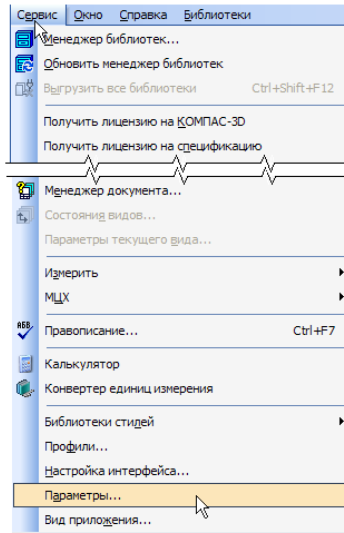 Сервис Окно Справка Библиотеки
Менеджер библиотек...
Обновить менеджер библиотек
Выгрузить все библиотеки Ctrl+Shift+F12
Получить лицензию на КОМПАС-3D
Получить лицензию на спецификацию
Менеджер документа...
Состояния видов...
Параметры текущего вида...
Измерить
МЦХ
АБВ Правописание... Ctrl+F7
Калькулятор
Конвертер единиц измерения
Библиотеки стилей
Профили...
Настройка интерфейса...
Параметры...
Вид приложения...